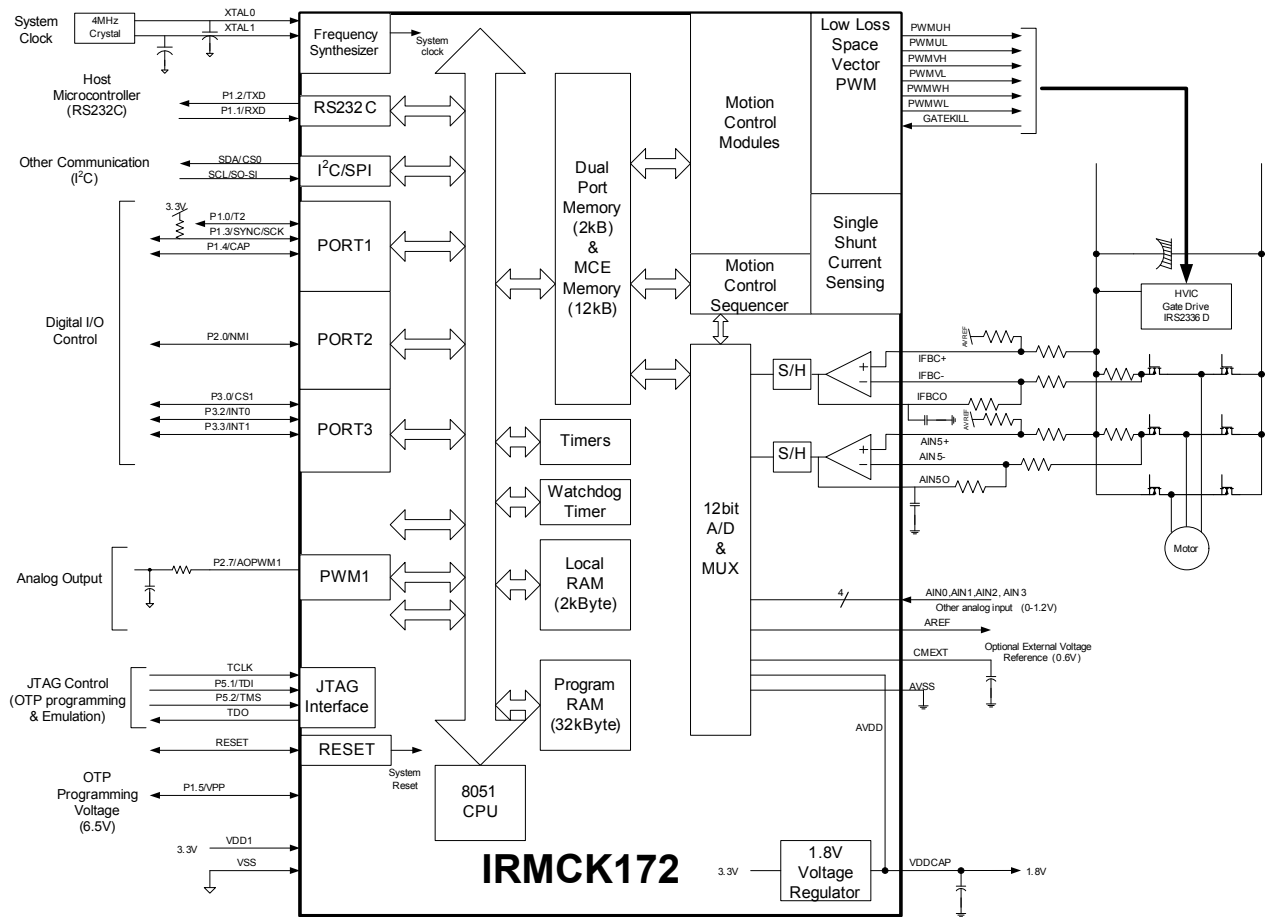 System
Clock
4MHz
Crystal
XTAL0
XTAL1
Frequency
Synthesizer
System
clock
Host
Microcontroller
(RS232C)
P1.2/TXD
P1.1/RXD
RS232C
Other Communication
(I²C)
SDA/CS0
SCL/SO-SI
I²C/SPI
Digital I/O
Control
3.3V
P1.0/T2
P1.3/SYNC/SCK
P1.4/CAP
PORT1
P2.0/NMI
PORT2
P3.0/CS1
P3.2/INT0
P3.3/INT1
PORT3
Analog Output
P2.7/AOPWM1
PWM1
JTAG Control
(OTP programming
& Emulation)
TCLK
P5.1/TDI
P5.2/TMS
TDO
JTAG
Interface
RESET
RESET
System
Reset
OTP
Programming
Voltage
(6.5V)
P1.5/VPP
3.3V
VDD1
VSS
8051
CPU
Dual
Port
Memory
(2kB)
&
MCE
Memory
(12kB)
Timers
Watchdog
Timer
Local
RAM
(2kByte)
Program
RAM
(32kByte)
Motion
Control
Modules
Motion
Control
Sequencer
Low Loss
Space
Vector
PWM
Single
Shunt
Current
Sensing
PWMUH
PWMUL
PWMVH
PWMVL
PWMWH
PWMWL
GATEKILL
HVIC
Gate Drive
IRS2336 D
12bit
A/D
&
MUX
S/H
+
−
AVREF
IFBC+
IFBC-
IFBCO
S/H
+
−
AVREF
AIN5+
AIN5-
AIN5O
Motor
4
AIN0,AIN1,AIN2, AIN 3
Other analog input (0-1.2V)
AREF
Optional External Voltage
Reference (0.6V)
CMEXT
AVSS
AVDD
IRMCK172
3.3V
1.8V
Voltage
Regulator
VDDCAP
1.8V